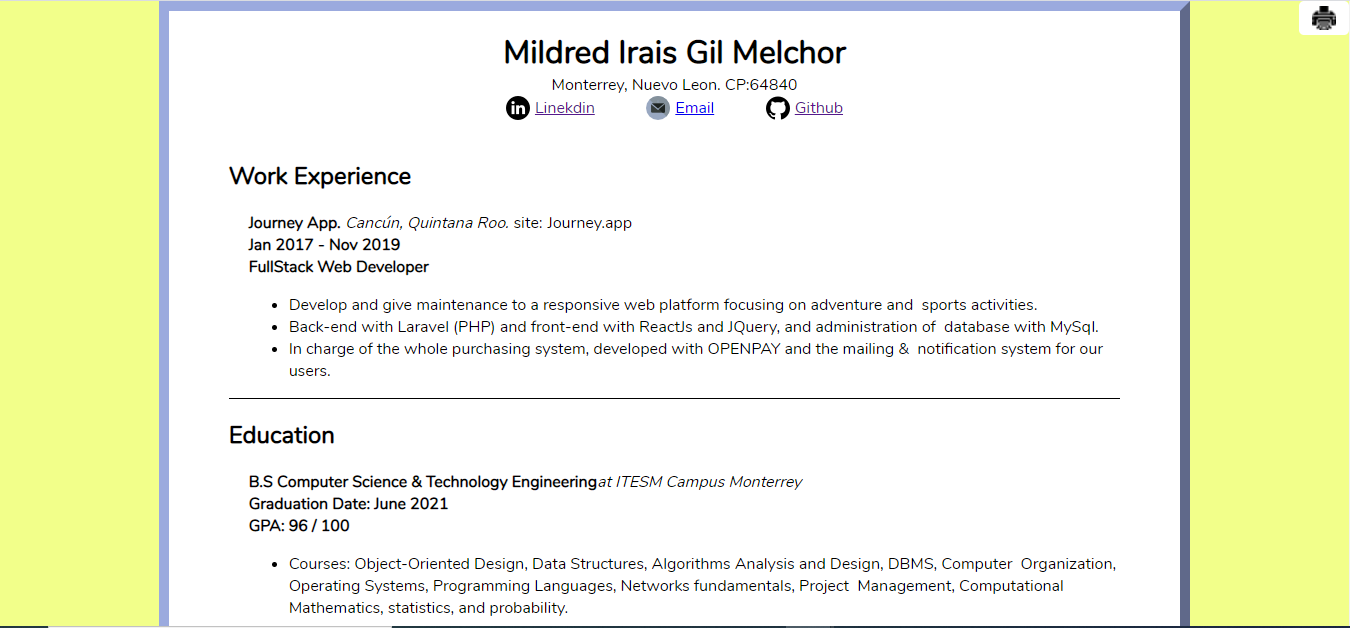 Mildred Irais Gil Melchor
Monterrey, Nuevo Leon. CP:64840
in Linekdin Email Github
Work Experience
Journey App. Cancún, Quintana Roo. site: Journey.app
Jan 2017 - Nov 2019
FullStack Web Developer
• Develop and give maintenance to a responsive web platform focusing on adventure and  sports activities.
• Back-end with Laravel (PHP) and front-end with ReactJs and JQuery, and administration of  database with MySql.
• In charge of the whole purchasing system, developed with OPENPAY and the mailing &  notification system for our
users.
Education
B.S Computer Science & Technology Engineeringat ITESM Campus Monterrey
Graduation Date: June 2021
GPA: 96 / 100
• Courses: Object-Oriented Design, Data Structures, Algorithms Analysis and Design, DBMS, Computer  Organization,
Operating Systems, Programming Languages, Networks fundamentals, Project  Management, Computational
Mathematics, statistics, and probability.